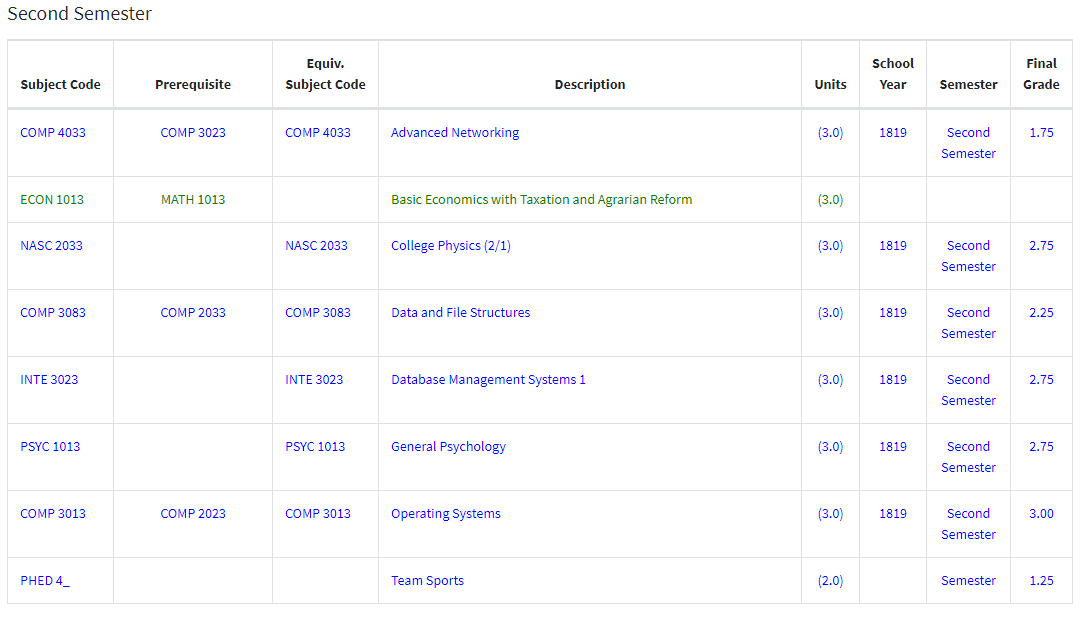 Second Semester
Subject Code Prerequisite Equiv. Subject Code Description Units School Year Semester Final Grade
COMP 4033 COMP 3023 COMP 4033 Advanced Networking (3.0) 1819 Second Semester 1.75
ECON 1013 MATH 1013 Basic Economics with Taxation and Agrarian Reform (3.0)
NASC 2033 NASC 2033 College Physics (2/1) (3.0) 1819 Second Semester 2.75
COMP 3083 COMP 2033 COMP 3083 Data and File Structures (3.0) 1819 Second Semester 2.25
INTE 3023 INTE 3023 Database Management Systems 1 (3.0) 1819 Second Semester 2.75
PSYC 1013 PSYC 1013 General Psychology (3.0) 1819 Second Semester 2.75
COMP 3013 COMP 2023 COMP 3013 Operating Systems (3.0) 1819 Second Semester 3.00
PHED 4_ Team Sports (2.0) Semester 1.25